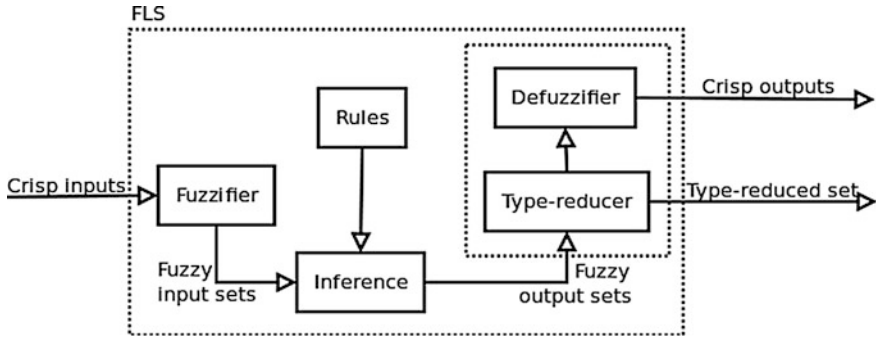 FLS
Defuzzifier
Crisp outputs
Rules
Crisp inputs
Fuzzifier
Type-reducer
Type-reduced set
Fuzzy
input sets
Inference
Fuzzy
output sets